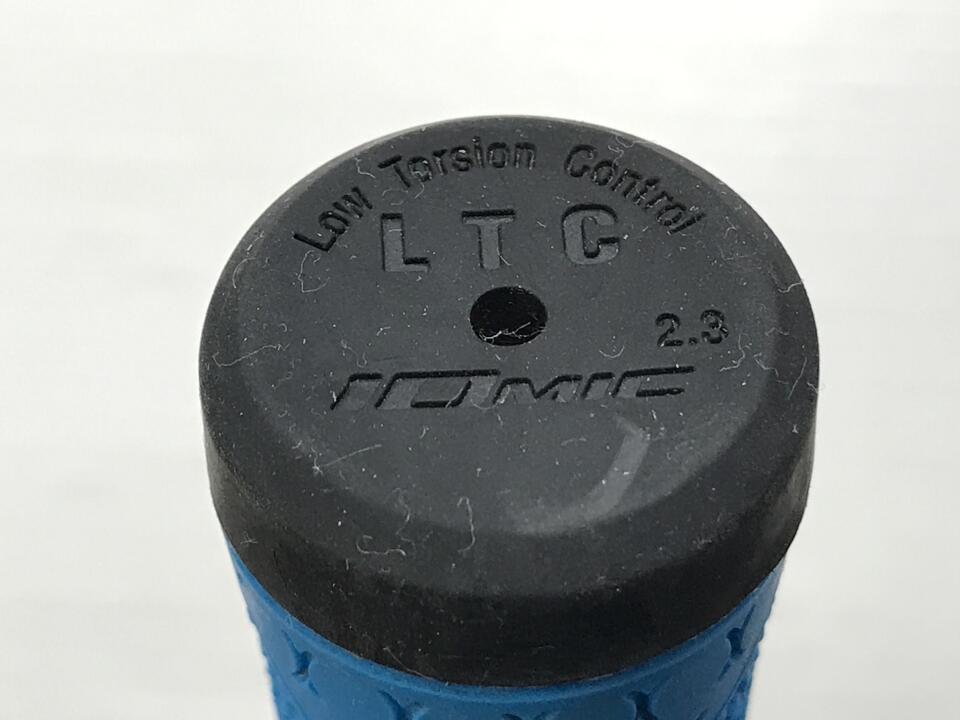 Low Torsion Control
LTC
2.3
IOMIC